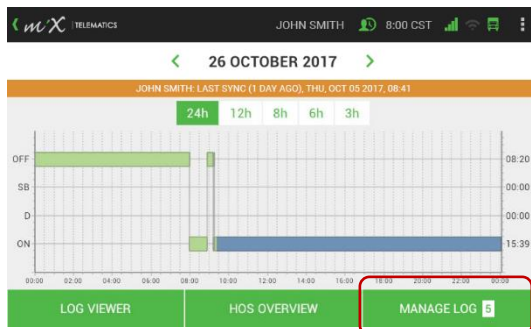 m'X TELEMATICS JOHN SMITH 8:00 CST
26 OCTOBER 2017
JOHN SMITH: LAST SYNC (1 DAY AGO), THU, OCT 05 2017, 08:41
24h 12h 8h 6h 3h
OFF 08:20
SB 00:00
D 00:00
ON 15:39
00:00 02:00 04:00 06:00 08:00 10:00 12:00 14:00 16:00 18:00 20:00 22:00 00:00
LOG VIEWER HOS OVERVIEW MANAGE LOG 5